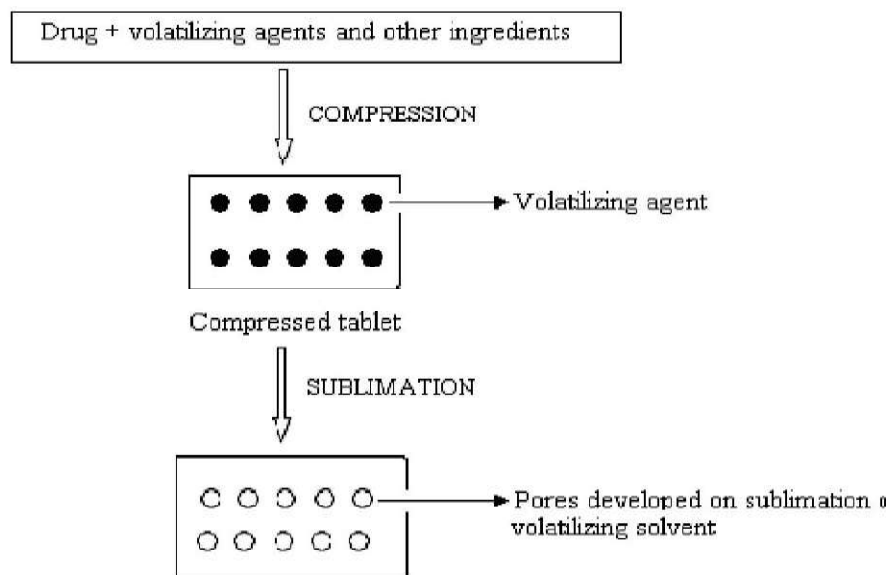 Drug + volatilizing agents and other ingredients
COMPRESSION
Volatilizing agent
Compressed tablet
SUBLIMATION
Pores developed on sublimation
volatilizing solvent